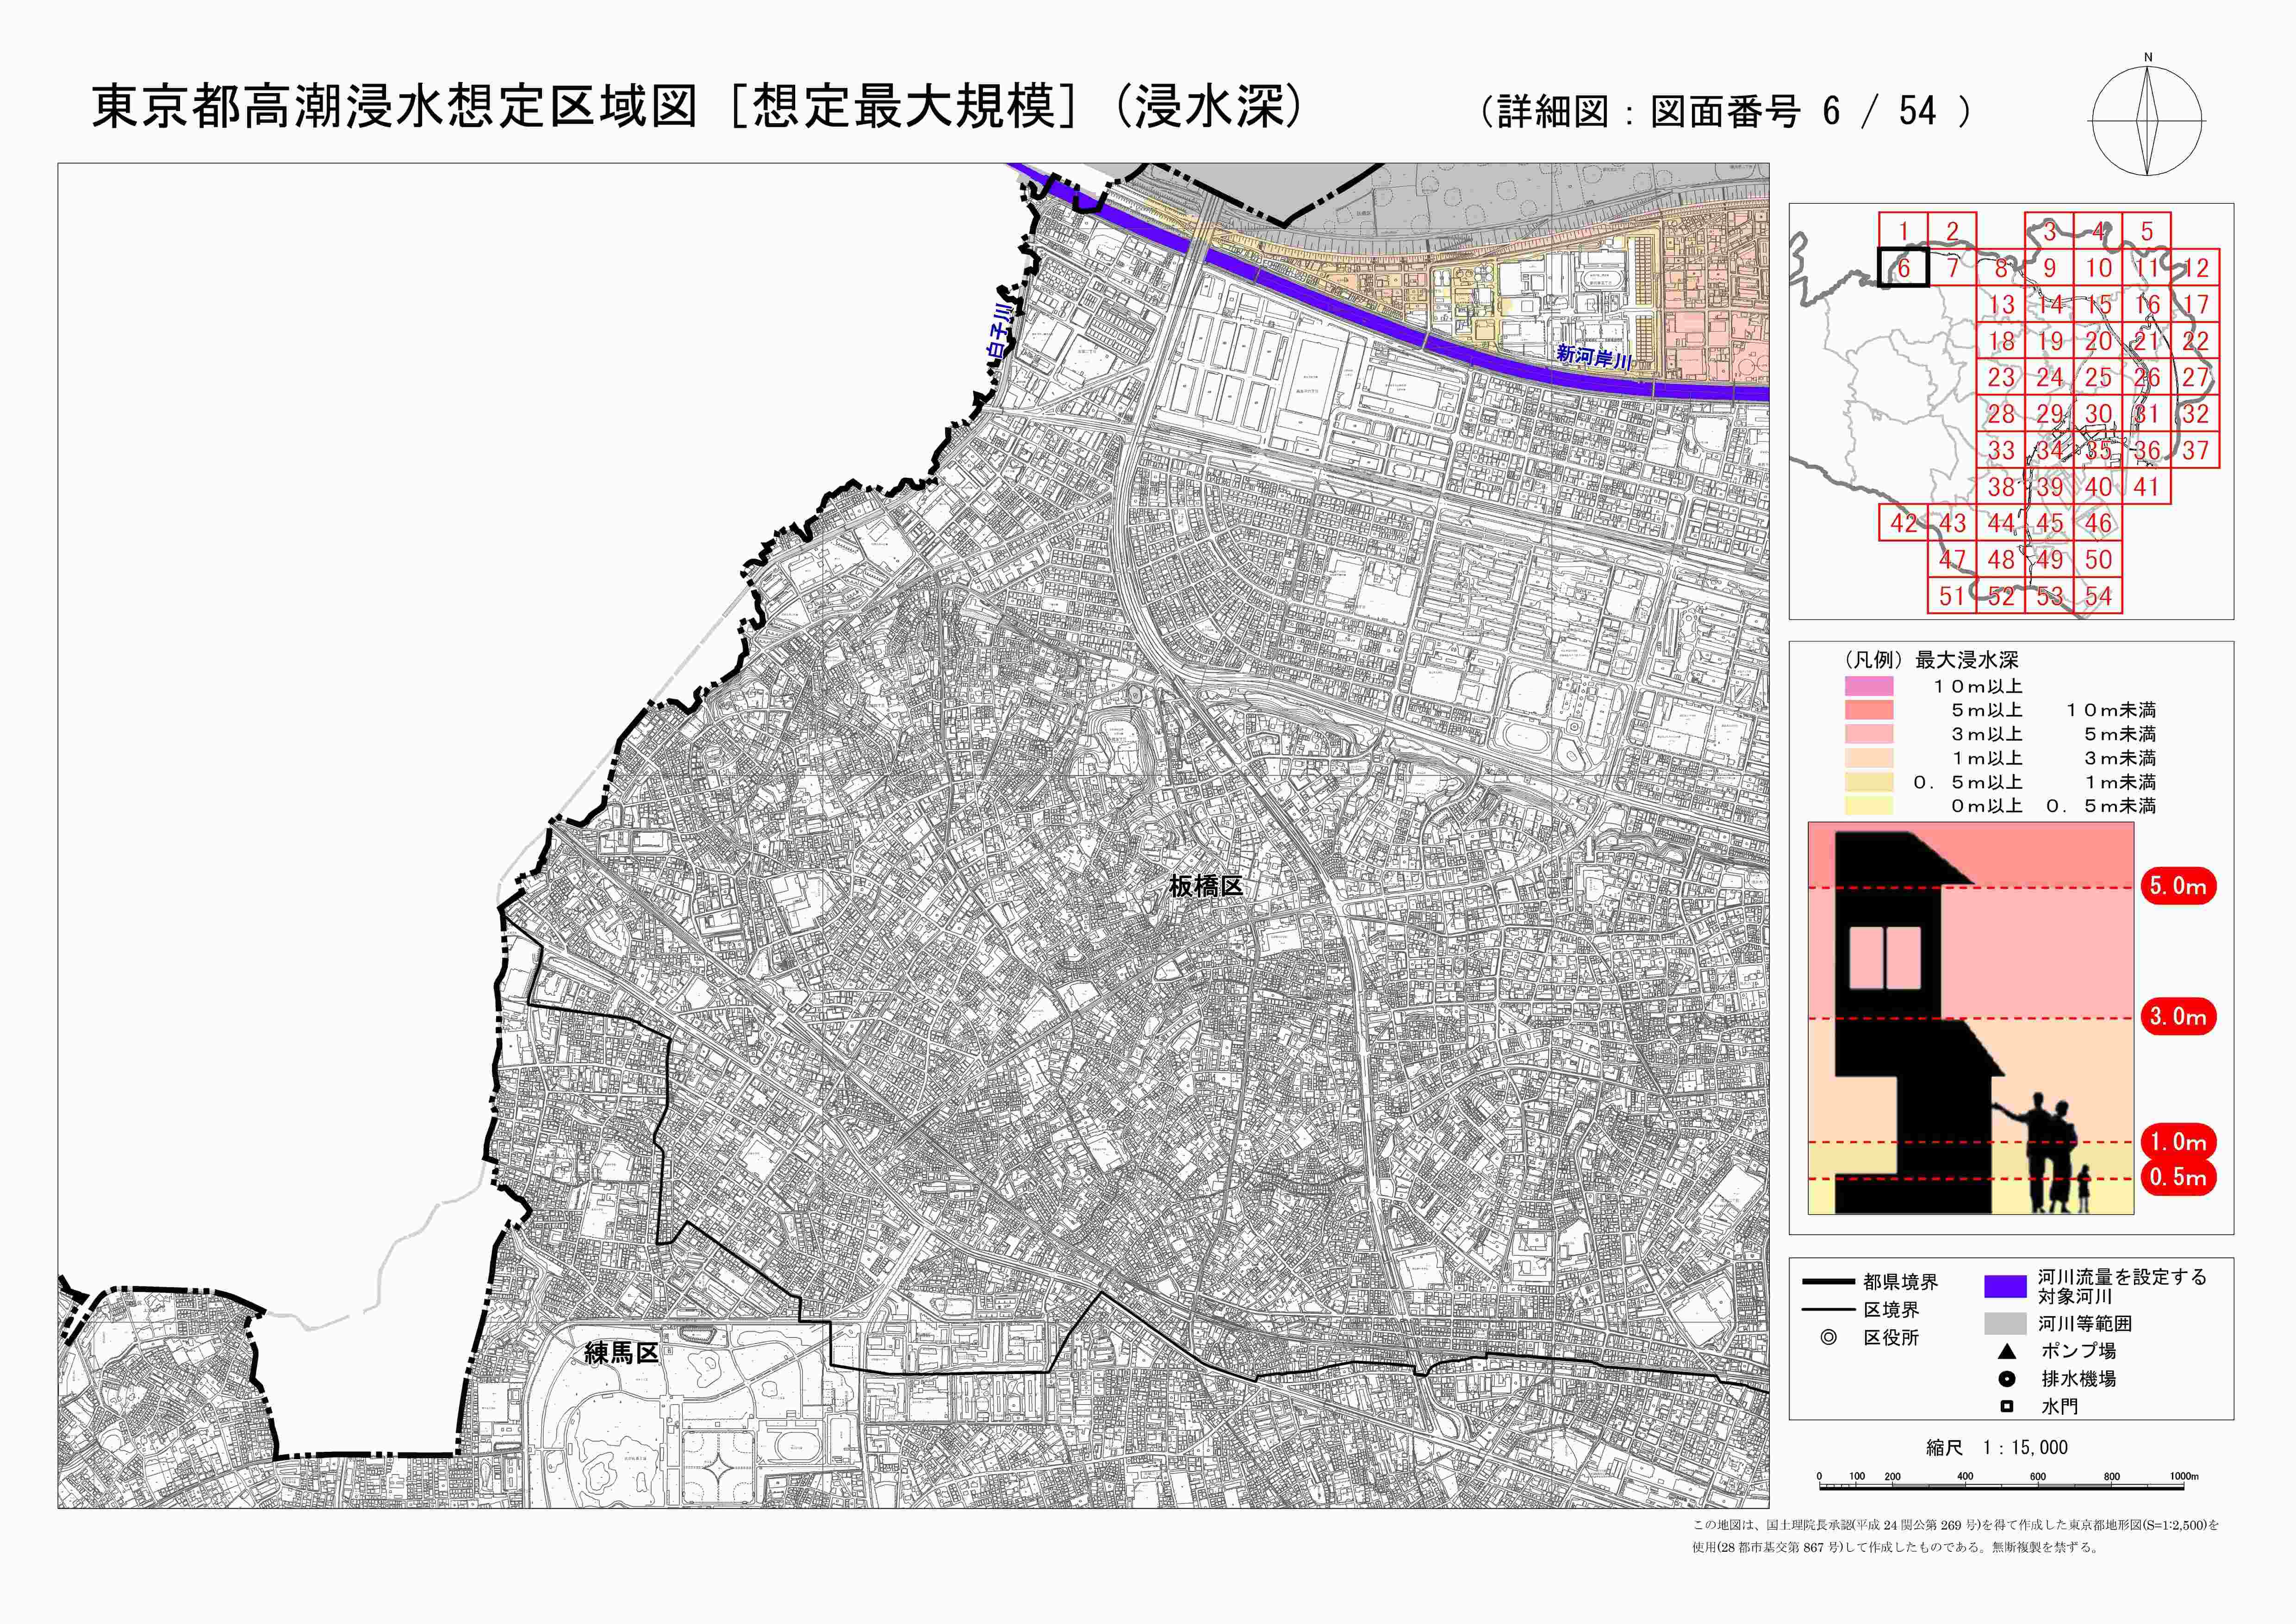 東京都高潮浸水想定区域図［想定最大規模］（浸水深）
（詳細図：図面番号 6 / 54 ）
N
白子川
新河岸川
板橋区
練馬区
1 2 3 4 5
6 7 8 9 10 11 12
13 14 15 16 17
18 19 20 21 22
23 24 25 26 27
28 29 30 31 32
33 34 35 36 37
38 39 40 41
42 43 44 45 46
47 48 49 50
51 52 53 54
（凡例）最大浸水深
１０ｍ以上
５ｍ以上 １０ｍ未満
３ｍ以上 ５ｍ未満
１ｍ以上 ３ｍ未満
０．５ｍ以上 １ｍ未満
０ｍ以上 ０．５ｍ未満
5.0m
3.0m
1.0m
0.5m
都県境界
区境界
区役所
河川流量を設定する
対象河川
河川等範囲
ポンプ場
排水機場
水門
縮尺 1：15,000
0 100 200 400 600 800 1000m
この地図は、国土地理院長承認(平成 24 関公第 269 号)を得て作成した東京都地形図(S=1:2,500)を
使用(28 都市基交第 867 号)して作成したものである。無断複製を禁ずる。